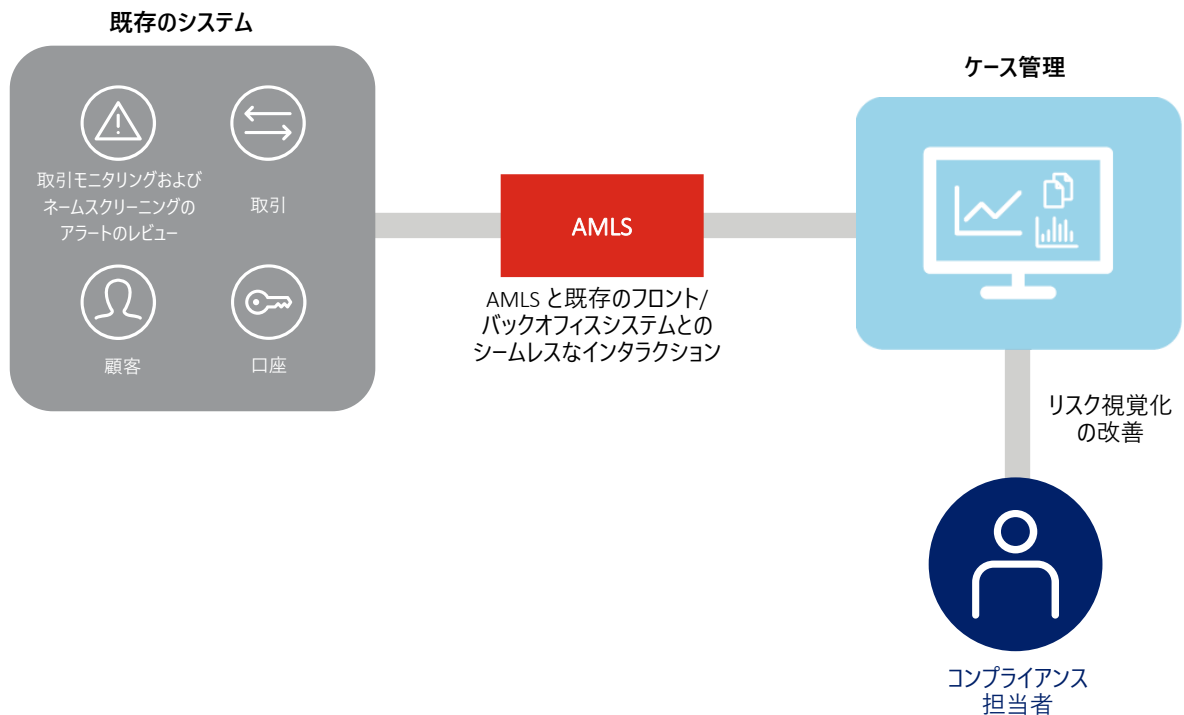 既存のシステム
取引モニタリングおよび
ネームスクリーニングの
アラートのレビュー
取引
顧客
口座
AMLS
AMLS と既存のフロント/
バックオフィスシステムとの
シームレスなインタラクション
ケース管理
リスク視覚化
の改善
コンプライアンス
担当者